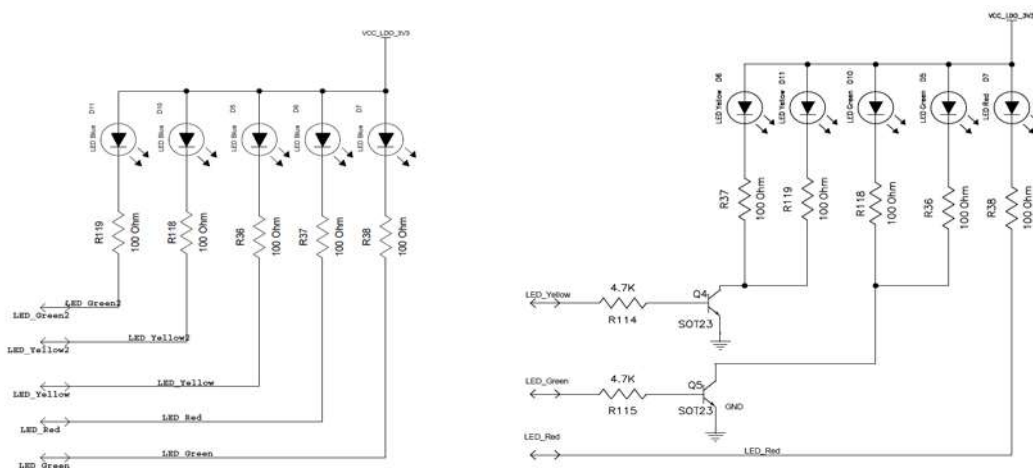 VCC_LDO_3V3
D11
LED Blue
D10
LED Blue
D5
LED Blue
D6
LED Blue
D7
LED Blue
R119
100 Ohm
R118
100 Ohm
R36
100 Ohm
R37
100 Ohm
R38
100 Ohm
LED_Green2
LED_Green2
LED_Yellow2
LED_Yellow2
LED_Yellow
LED_Yellow
LED_Red
LED_Red
LED_Green
LED_Green
VCC_LDO_3V3
D6
LED Yellow
D11
LED Yellow
D10
LED Green
D5
LED Green
D7
LED Red
R37
100 Ohm
R119
100 Ohm
R118
100 Ohm
R36
100 Ohm
R38
100 Ohm
LED_Yellow
4.7K
R114
Q4
SOT23
LED_Green
4.7K
R115
Q5
SOT23
GND
LED_Red
LED_Red